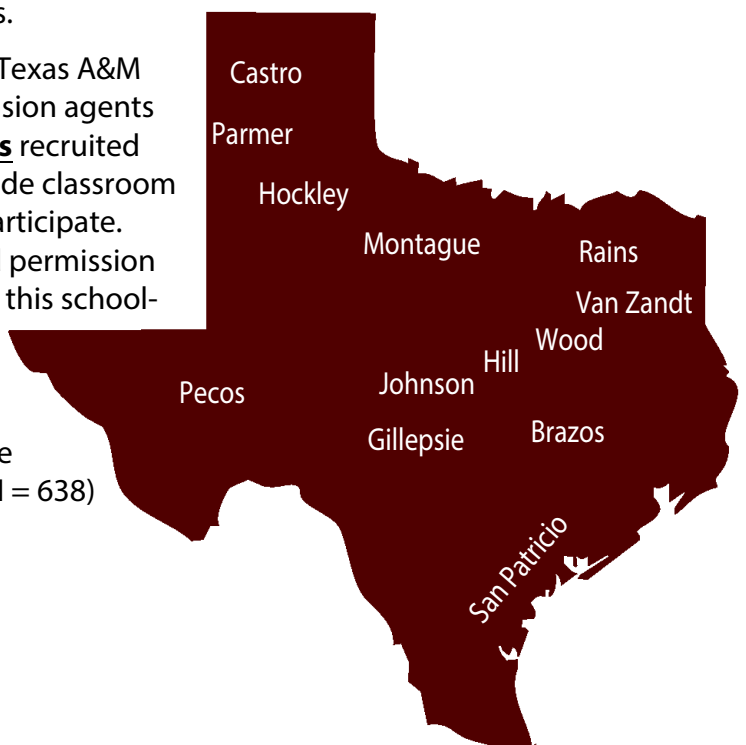 s.
Texas A&M
sion agents
s recruited
de classroom
articipate.
permission
this school-
e
= 638)
Castro
Parmer
Hockley
Montague
Rains
Van Zandt
Wood
Hill
Johnson
Pecos
Gillepsie
Brazos
San Patricio